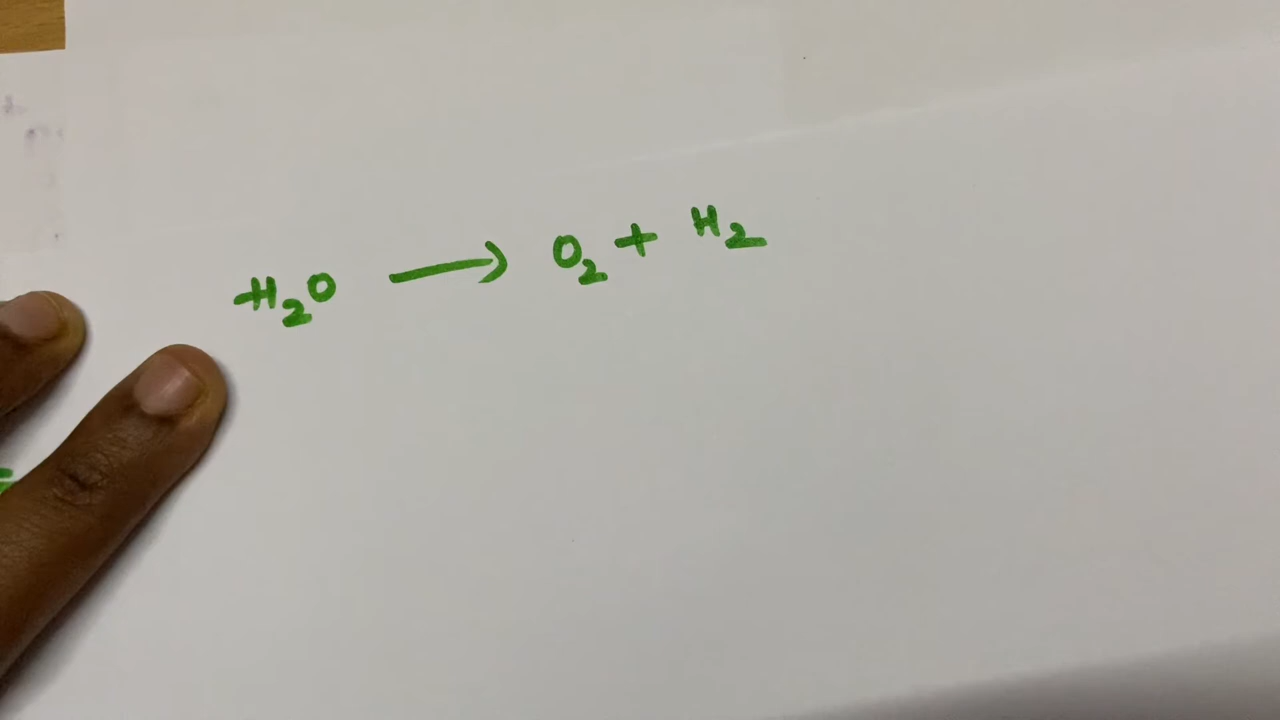 H₂O → O₂ + H₂